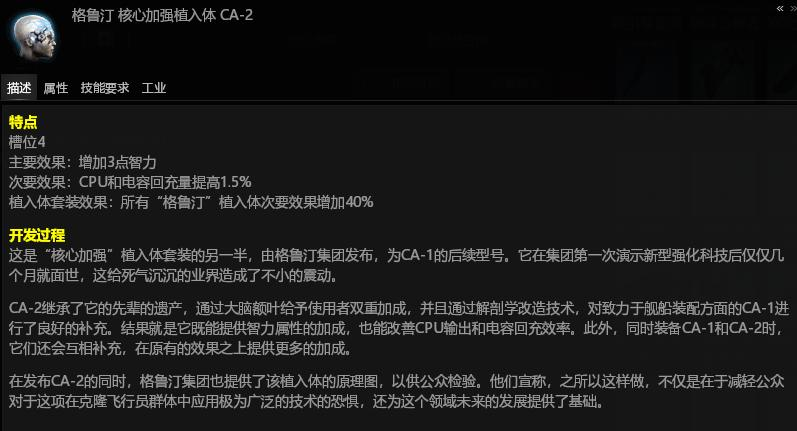 格鲁汀 核心加强植入体 CA-2
描述 属性 技能要求 工业
特点
槽位4
主要效果：增加3点智力
次要效果：CPU和电容回充量提高1.5%
植入体套装效果：所有“格鲁汀”植入体次要效果增加40%
开发过程
这是“核心加强”植入体套装的另一半，由格鲁汀集团发布，为CA-1的后续型号。它在集团第一次演示新型强化科技后仅仅几
个月就面世，这给死气沉沉的业界造成了不小的震动。
CA-2继承了它的先辈的遗产，通过大脑额叶给予使用者双重加成，并且通过解剖学改造技术，对致力于舰船装配方面的CA-1进
行了良好的补充。结果就是它既能提供智力属性的加成，也能改善CPU输出和电容回充效率。此外，同时装备CA-1和CA-2时，
它们还会互相补充，在原有的效果之上提供更多的加成。
在发布CA-2的同时，格鲁汀集团也提供了该植入体的原理图，以供公众检验。他们宣称，之所以这样做，不仅是在于减轻公众
对于这项在克隆飞行员群体中应用极为广泛的技术的恐惧，还为这个领域未来的发展提供了基础。